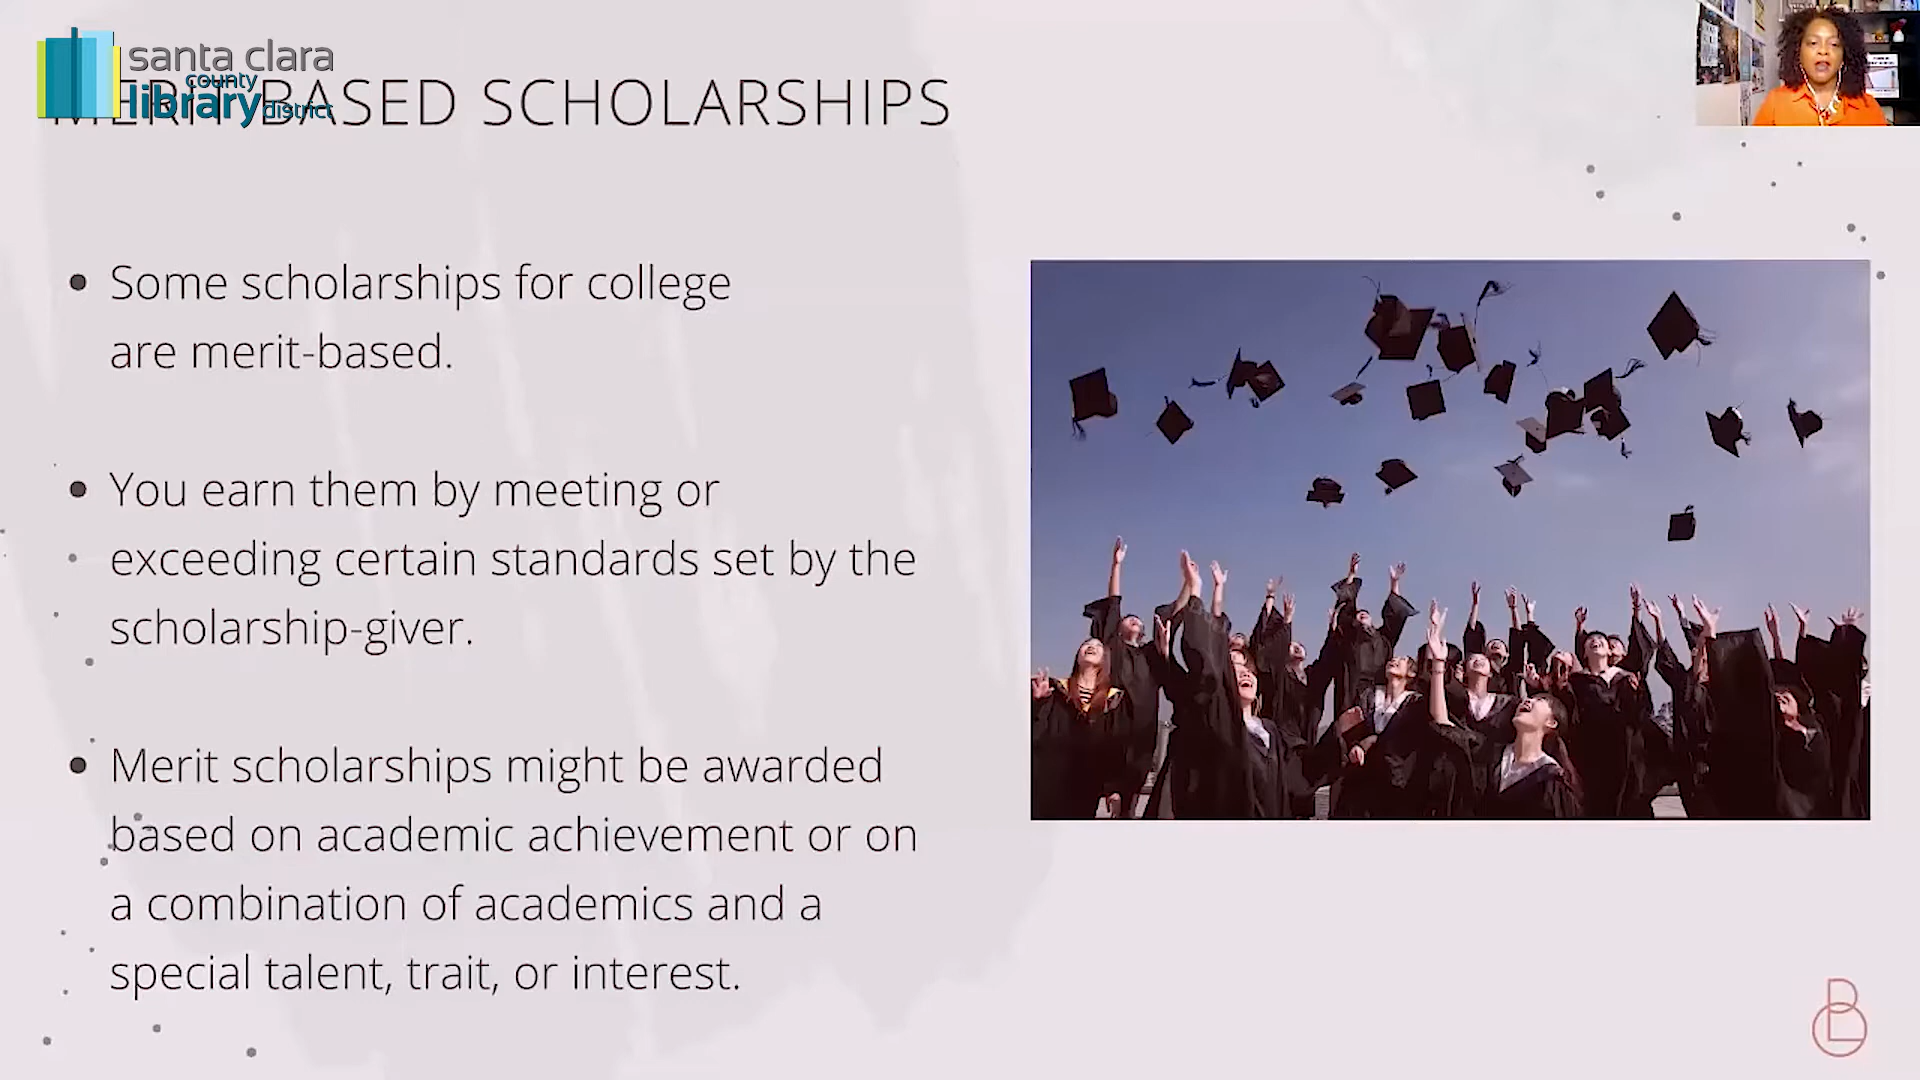 santa clara
county
library district
MERIT BASED SCHOLARSHIPS
• Some scholarships for college
are merit-based.
• You earn them by meeting or
exceeding certain standards set by the
scholarship-giver.
• Merit scholarships might be awarded
based on academic achievement or on
a combination of academics and a
special talent, trait, or interest.